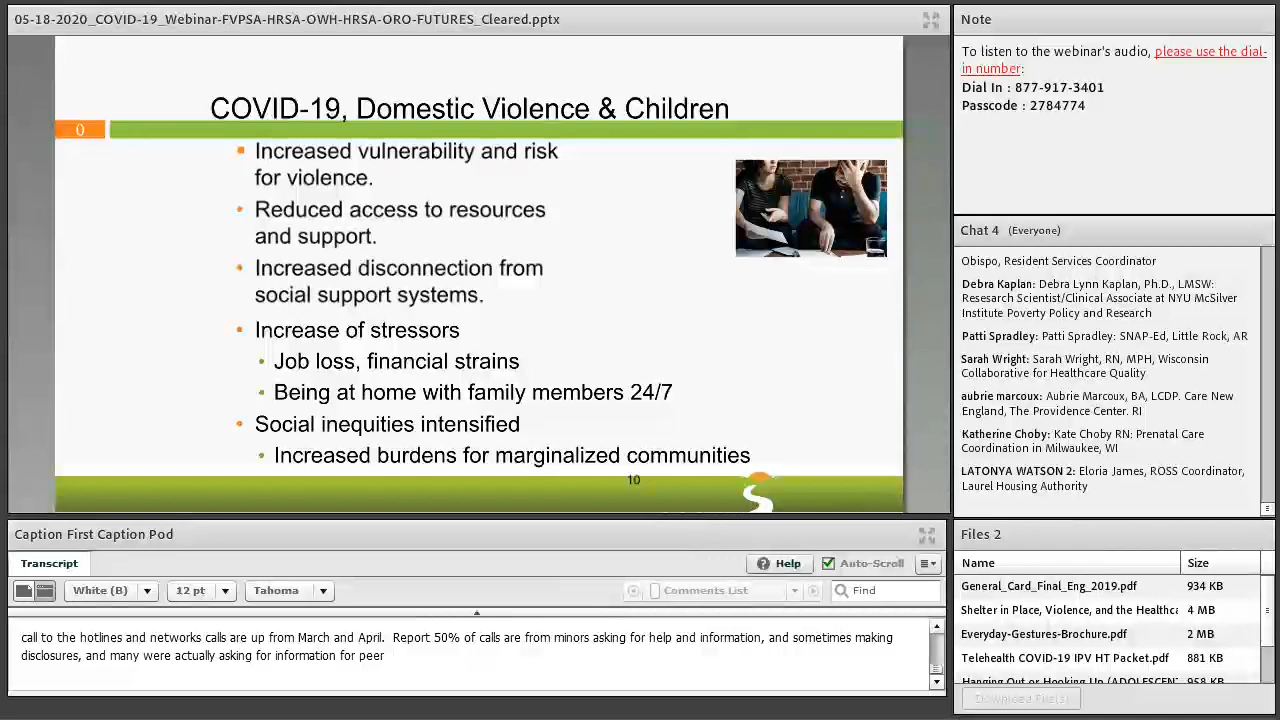 05-18-2020_COVID-19_Webinar-FVPSA-HRSA-OWH-HRSA-ORO-FUTURES_Cleared.pptx
COVID-19, Domestic Violence & Children
0
Increased vulnerability and risk
for violence.
Reduced access to resources
and support.
Increased disconnection from
social support systems.
Increase of stressors
Job loss, financial strains
Being at home with family members 24/7
Social inequities intensified
Increased burdens for marginalized communities
10
Caption First Caption Pod
Transcript
Help
Auto-Scroll
White (B)
12 pt
Tahoma
Comments List
Find
call to the hotlines and networks calls are up from March and April.  Report 50% of calls are from minors asking for help and information, and sometimes making
disclosures, and many were actually asking for information for peer
Note
To listen to the webinar's audio, please use the dial-
in number:
Dial In : 877-917-3401
Passcode : 2784774
Chat 4 (Everyone)
Obispo, Resident Services Coordinator
Debra Kaplan: Debra Lynn Kaplan, Ph.D., LMSW:
Research Scientist/Clinical Associate at NYU McSilver
Institute Poverty Policy and Research
Patti Spradley: Patti Spradley: SNAP-Ed, Little Rock, AR
Sarah Wright: Sarah Wright, RN, MPH, Wisconsin
Collaborative for Healthcare Quality
aubrie marcoux: Aubrie Marcoux, BA, LCDP. Care New
England, The Providence Center. RI
Katherine Choby: Kate Choby RN: Prenatal Care
Coordination in Milwaukee, WI
LATONYA WATSON 2: Eloria James, ROSS Coordinator,
Laurel Housing Authority
Files 2
Name Size
General_Card_Final_Eng_2019.pdf 934 KB
Shelter in Place, Violence, and the Healthca 4 MB
Everyday-Gestures-Brochure.pdf 2 MB
Telehealth COVID-19 IPV HT Packet.pdf 881 KB
Hanging Out or Hooking Up (ADOLESCENT 958 KB
Download File(s)